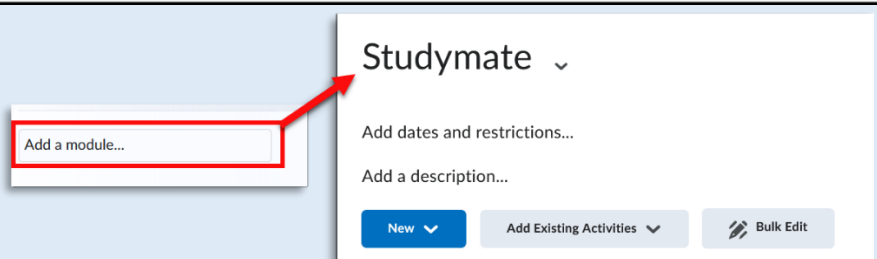 Add a module...
Studymate
Add dates and restrictions...
Add a description...
New
Add Existing Activities
Bulk Edit